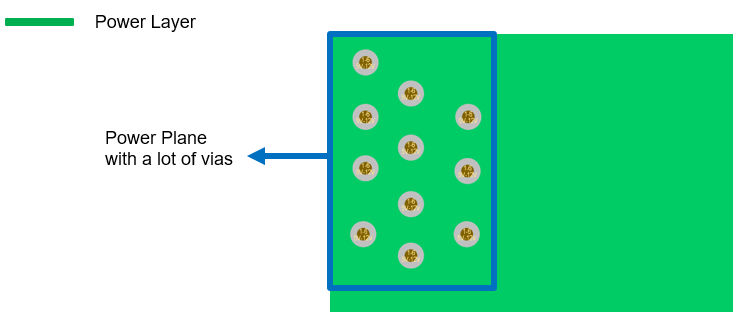 Power Layer
Power Plane
with a lot of vias